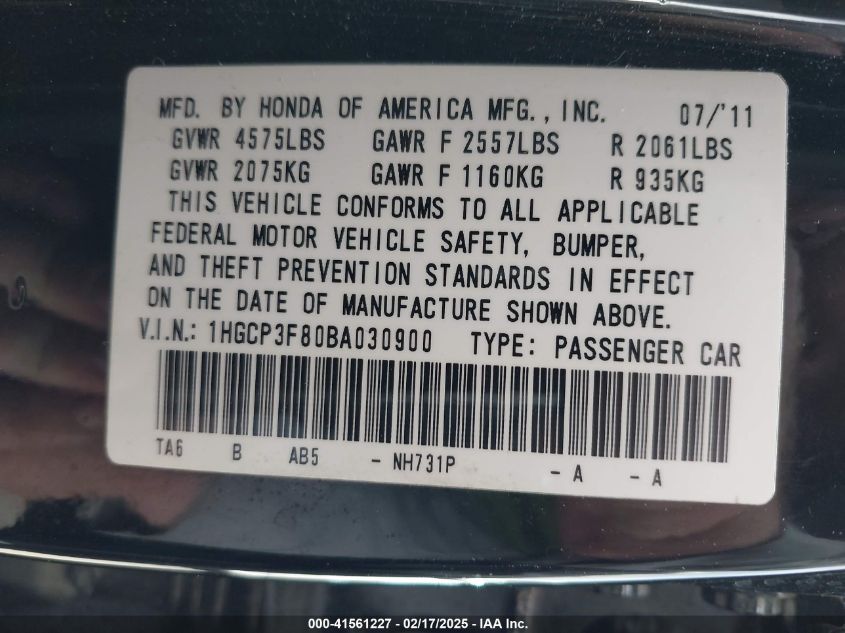 MFD. BY HONDA OF AMERICA MFG., INC. 07/'11
GVWR 4575LBS GAWR F 2557LBS R 2061LBS
GVWR 2075KG GAWR F 1160KG R 935KG
THIS VEHICLE CONFORMS TO ALL APPLICABLE
FEDERAL MOTOR VEHICLE SAFETY, BUMPER,
AND THEFT PREVENTION STANDARDS IN EFFECT
ON THE DATE OF MANUFACTURE SHOWN ABOVE.
V.I.N.: 1HGCP3F80BA030900 TYPE: PASSENGER CAR
TA6 B AB5 - NH731P - A - A
000-41561227 - 02/17/2025 - IAA Inc.